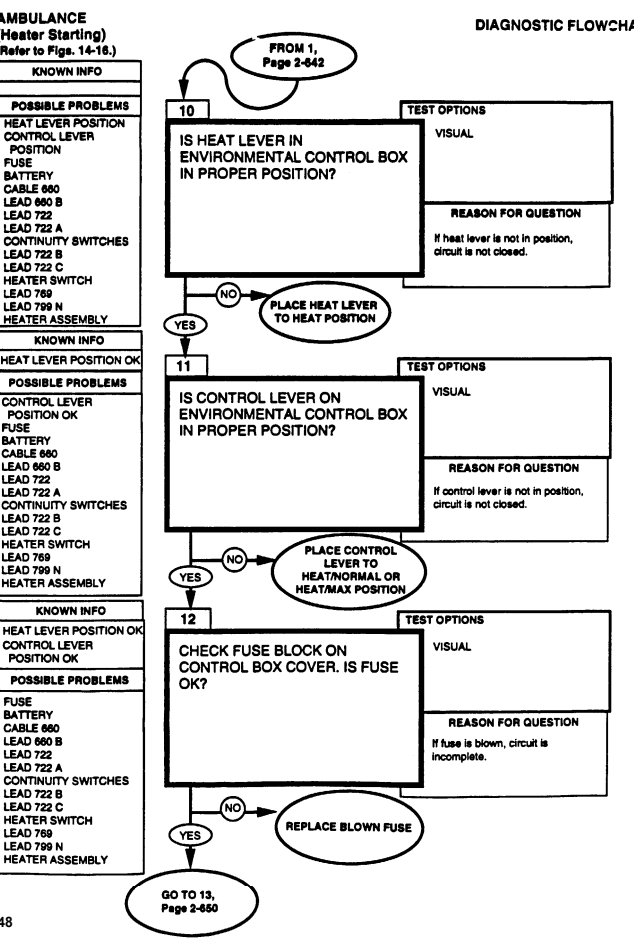 AMBULANCE
(Heater Starting)
(Refer to Figs. 14-16.)
DIAGNOSTIC FLOWCHA
FROM 1,
Page 2-642
KNOWN INFO
POSSIBLE PROBLEMS
HEAT LEVER POSITION
CONTROL LEVER
POSITION
FUSE
BATTERY
CABLE 660
LEAD 660 B
LEAD 722
LEAD 722 A
CONTINUITY SWITCHES
LEAD 722 B
LEAD 722 C
HEATER SWITCH
LEAD 769
LEAD 799 N
HEATER ASSEMBLY
10
IS HEAT LEVER IN
ENVIRONMENTAL CONTROL BOX
IN PROPER POSITION?
TEST OPTIONS
VISUAL
REASON FOR QUESTION
If heat lever is not in position,
circuit is not closed.
NO
PLACE HEAT LEVER
TO HEAT POSITION
YES
KNOWN INFO
HEAT LEVER POSITION OK
POSSIBLE PROBLEMS
CONTROL LEVER
POSITION OK
FUSE
BATTERY
CABLE 660
LEAD 660 B
LEAD 722
LEAD 722 A
CONTINUITY SWITCHES
LEAD 722 B
LEAD 722 C
HEATER SWITCH
LEAD 769
LEAD 799 N
HEATER ASSEMBLY
11
IS CONTROL LEVER ON
ENVIRONMENTAL CONTROL BOX
IN PROPER POSITION?
TEST OPTIONS
VISUAL
REASON FOR QUESTION
If control lever is not in position,
circuit is not closed.
NO
PLACE CONTROL
LEVER TO
HEAT/NORMAL OR
HEAT/MAX POSITION
YES
KNOWN INFO
HEAT LEVER POSITION OK
CONTROL LEVER
POSITION OK
POSSIBLE PROBLEMS
FUSE
BATTERY
CABLE 660
LEAD 660 B
LEAD 722
LEAD 722 A
CONTINUITY SWITCHES
LEAD 722 B
LEAD 722 C
HEATER SWITCH
LEAD 769
LEAD 799 N
HEATER ASSEMBLY
12
CHECK FUSE BLOCK ON
CONTROL BOX COVER. IS FUSE
OK?
TEST OPTIONS
VISUAL
REASON FOR QUESTION
If fuse is blown, circuit is
incomplete.
NO
REPLACE BLOWN FUSE
YES
GO TO 13,
Page 2-650
48